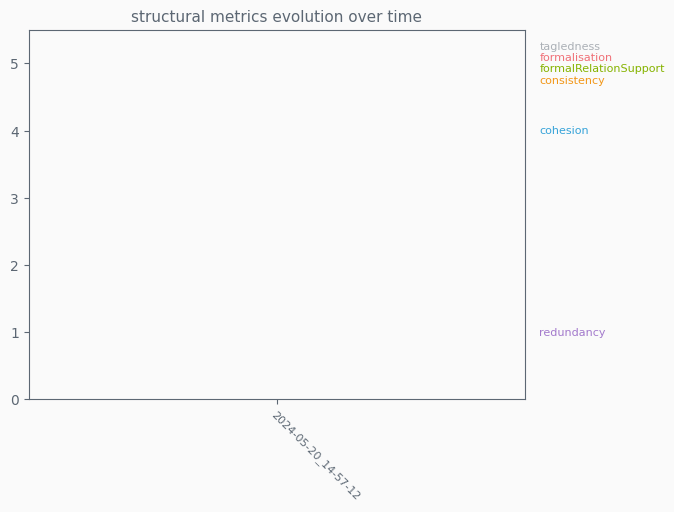 structural metrics evolution over time
5
4
3
2
1
0
tagledness
formalisation
formalRelationSupport
consistency
cohesion
redundancy
2024-05-20_14-57-12